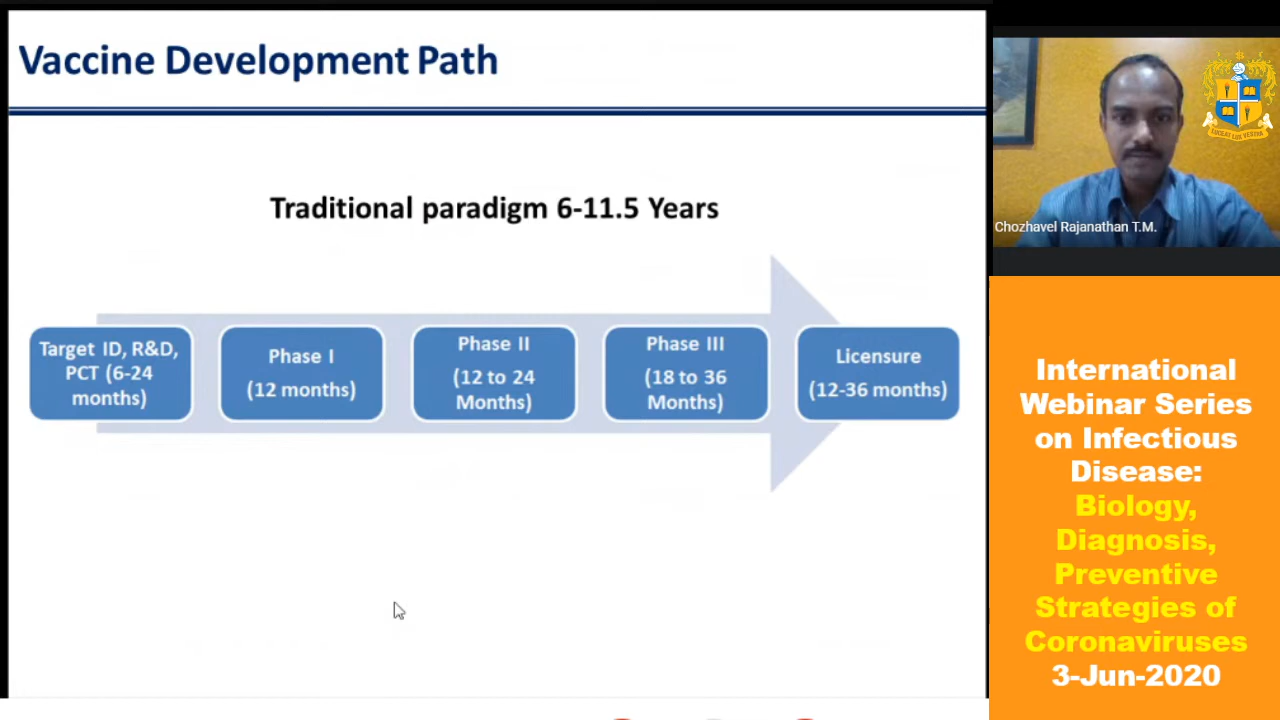 Vaccine Development Path
Traditional paradigm 6-11.5 Years
Target ID, R&D,
PCT (6-24
months)
Phase I
(12 months)
Phase II
(12 to 24
Months)
Phase III
(18 to 36
Months)
Licensure
(12-36 months)
Chozhavel Rajanathan T.M.
International
Webinar Series
on Infectious
Disease:
Biology,
Diagnosis,
Preventive
Strategies of
Coronaviruses
3-Jun-2020